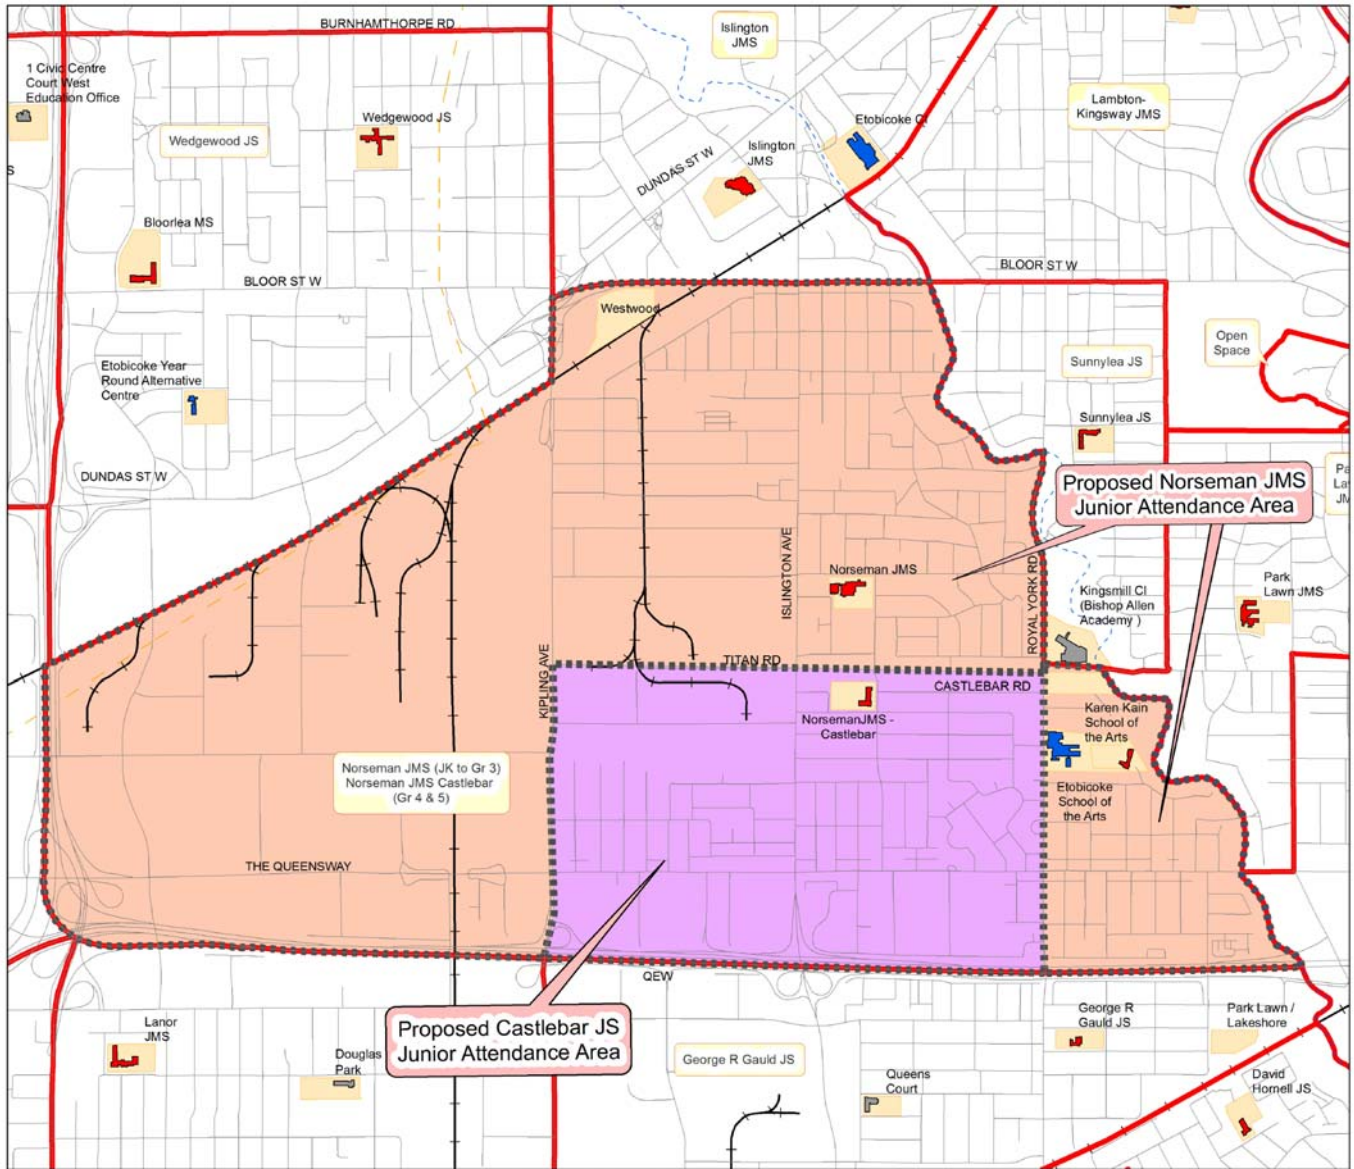 BURNHAMTHORPE RD
Islington
JMS
1 Civic Centre
Court West
Education Office
Lambton-
Kingsway JMS
Wedgewood JS
Wedgewood JS
Etobicoke CI
Islington
JMS
DUNDAS ST W
S
Bloorlea MS
BLOOR ST W
BLOOR ST W
Westwood
Open
Space
Sunnylea JS
Etobicoke Year
Round Alternative
Centre
Sunnylea JS
DUNDAS ST W
Proposed Norseman JMS
Junior Attendance Area
Pa
La
JM
ISLINGTON AVE
Norseman JMS
ROYAL YORK RD
Kingsmill CI
(Bishop Allen
Academy )
Park
Lawn JMS
TITAN RD
CASTLEBAR RD
KIPLING AVE
NorsemanJMS -
Castlebar
Karen Kain
School of
the Arts
Norseman JMS (JK to Gr 3)
Norseman JMS Castlebar
(Gr 4 & 5)
Etobicoke
School of
the Arts
THE QUEENSWAY
QEW
Proposed Castlebar JS
Junior Attendance Area
Lanor
JMS
Douglas
Park
George R Gauld JS
Queens
Court
George R
Gauld JS
Park Lawn /
Lakeshore
David
Hornell JS